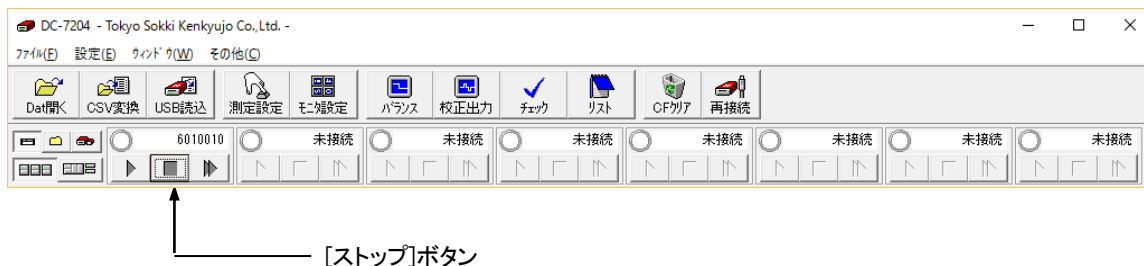 DC-7204 - Tokyo Sokki Kenkyujo Co.,Ltd. -
ファイル(F) 設定(E) ウィンドウ(W) その他(C)
Dat開く CSV変換 USB読込 測定設定 モニタ設定 バランス 校正出力 チェック リスト CFクリア 再接続
6010010 未接続 未接続 未接続 未接続 未接続 未接続 未接続
[ストップ]ボタン